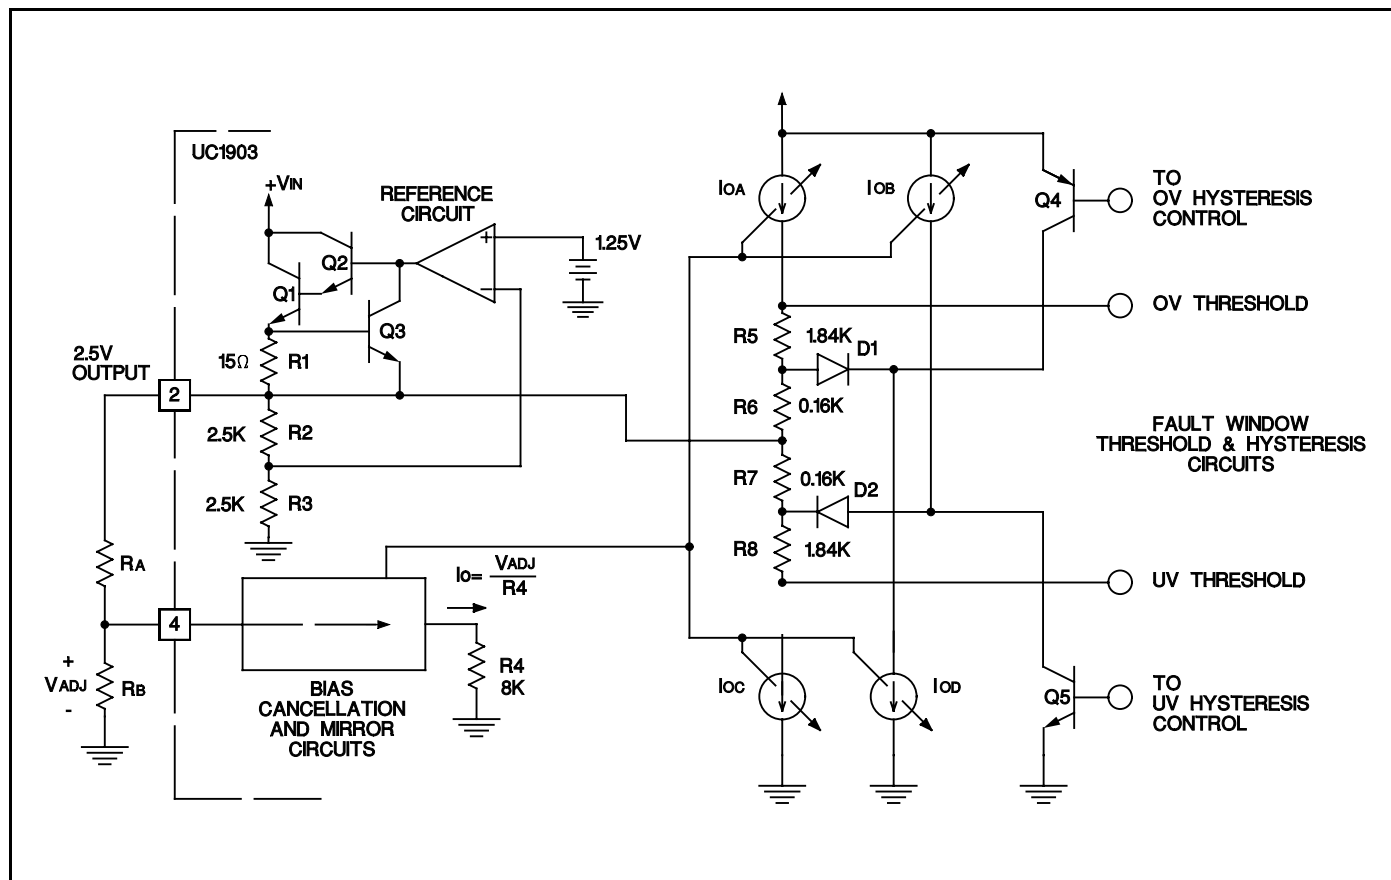 UC1903
+VIN
REFERENCE
CIRCUIT
1.25V
Q2
Q1
Q3
2.5V
OUTPUT
15Ω
R1
2
2.5K
R2
2.5K
R3
RA
4
+
VADJ
-
RB
BIAS
CANCELLATION
AND MIRROR
CIRCUITS
IO= VADJ
R4
R4
8K
IOA
IOB
Q4
TO
OV HYSTERESIS
CONTROL
OV THRESHOLD
R5
1.84K
D1
R6
0.16K
FAULT WINDOW
THRESHOLD & HYSTERESIS
CIRCUITS
R7
0.16K
D2
R8
1.84K
UV THRESHOLD
IOC
IOD
Q5
TO
UV HYSTERESIS
CONTROL